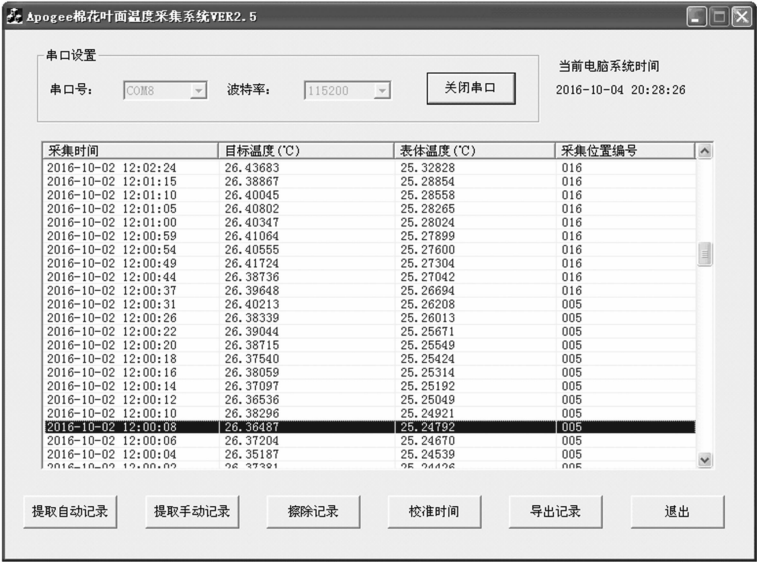 Apogee棉花叶面温度采集系统VER2.5
串口设置
串口号： COM8 波特率： 115200 关闭串口
当前电脑系统时间
2016-10-04 20:28:26
采集时间 目标温度(℃) 表体温度(℃) 采集位置编号
2016-10-02 12:02:24 26.43683 25.32828 016
2016-10-02 12:01:15 26.38867 25.28854 016
2016-10-02 12:01:10 26.40045 25.28558 016
2016-10-02 12:01:05 26.40802 25.28265 016
2016-10-02 12:01:00 26.40347 25.28024 016
2016-10-02 12:00:59 26.41064 25.27899 016
2016-10-02 12:00:54 26.40555 25.27600 016
2016-10-02 12:00:49 26.41724 25.27304 016
2016-10-02 12:00:44 26.38736 25.27042 016
2016-10-02 12:00:37 26.39648 25.26694 016
2016-10-02 12:00:31 26.40213 25.26208 005
2016-10-02 12:00:26 26.38339 25.26013 005
2016-10-02 12:00:22 26.39044 25.25671 005
2016-10-02 12:00:20 26.38715 25.25549 005
2016-10-02 12:00:18 26.37540 25.25424 005
2016-10-02 12:00:16 26.38059 25.25314 005
2016-10-02 12:00:14 26.37097 25.25192 005
2016-10-02 12:00:12 26.36536 25.25049 005
2016-10-02 12:00:10 26.38296 25.24921 005
2016-10-02 12:00:08 26.36487 25.24792 005
2016-10-02 12:00:06 26.37204 25.24670 005
2016-10-02 12:00:04 26.35187 25.24539 005
2016-10-02 12:00:02 26.37381 25.24426 005
提取自动记录 提取手动记录 擦除记录 校准时间 导出记录 退出